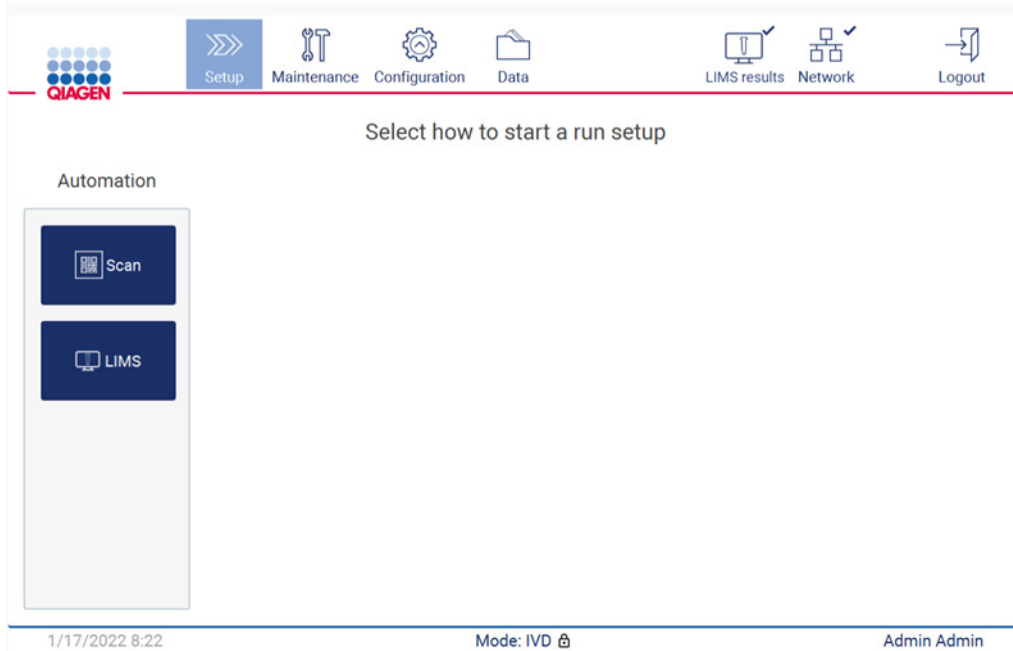 QIAGEN
Setup
Maintenance
Configuration
Data
LIMS results
Network
Logout
Select how to start a run setup
Automation
Scan
LIMS
1/17/2022 8:22
Mode: IVD
Admin Admin